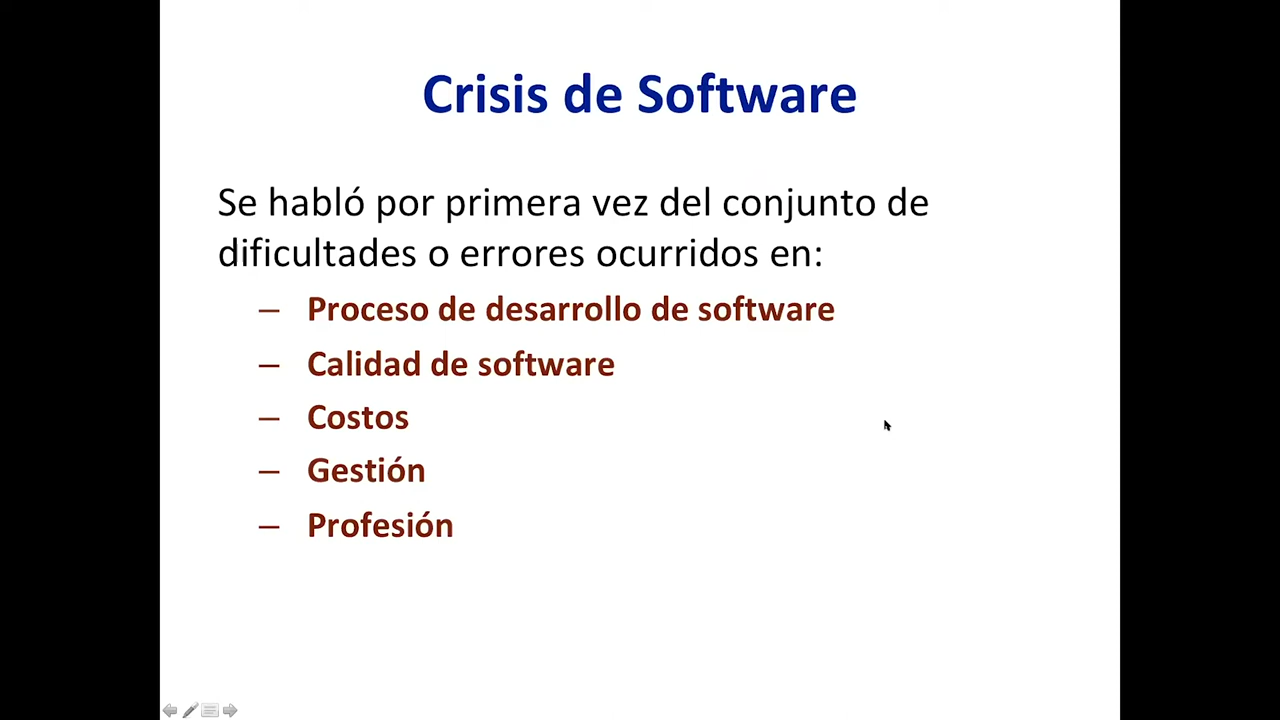 Crisis de Software
Se habló por primera vez del conjunto de
dificultades o errores ocurridos en:
– Proceso de desarrollo de software
– Calidad de software
– Costos
– Gestión
– Profesión